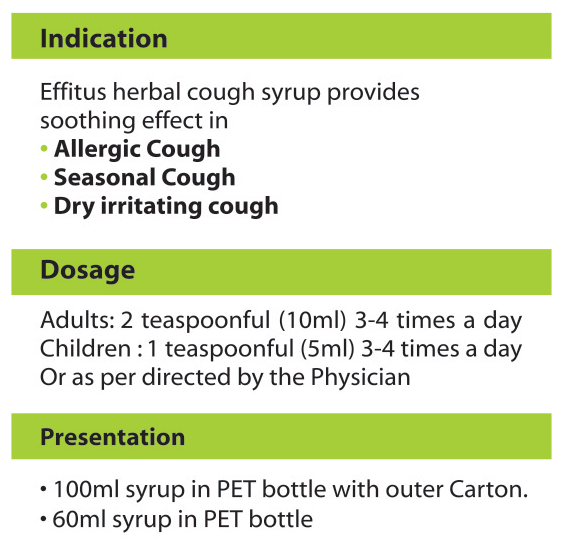 Indication
Effitus herbal cough syrup provides
soothing effect in
• Allergic Cough
• Seasonal Cough
• Dry irritating cough
Dosage
Adults: 2 teaspoonful (10ml) 3-4 times a day
Children : 1 teaspoonful (5ml) 3-4 times a day
Or as per directed by the Physician
Presentation
• 100ml syrup in PET bottle with outer Carton.
• 60ml syrup in PET bottle